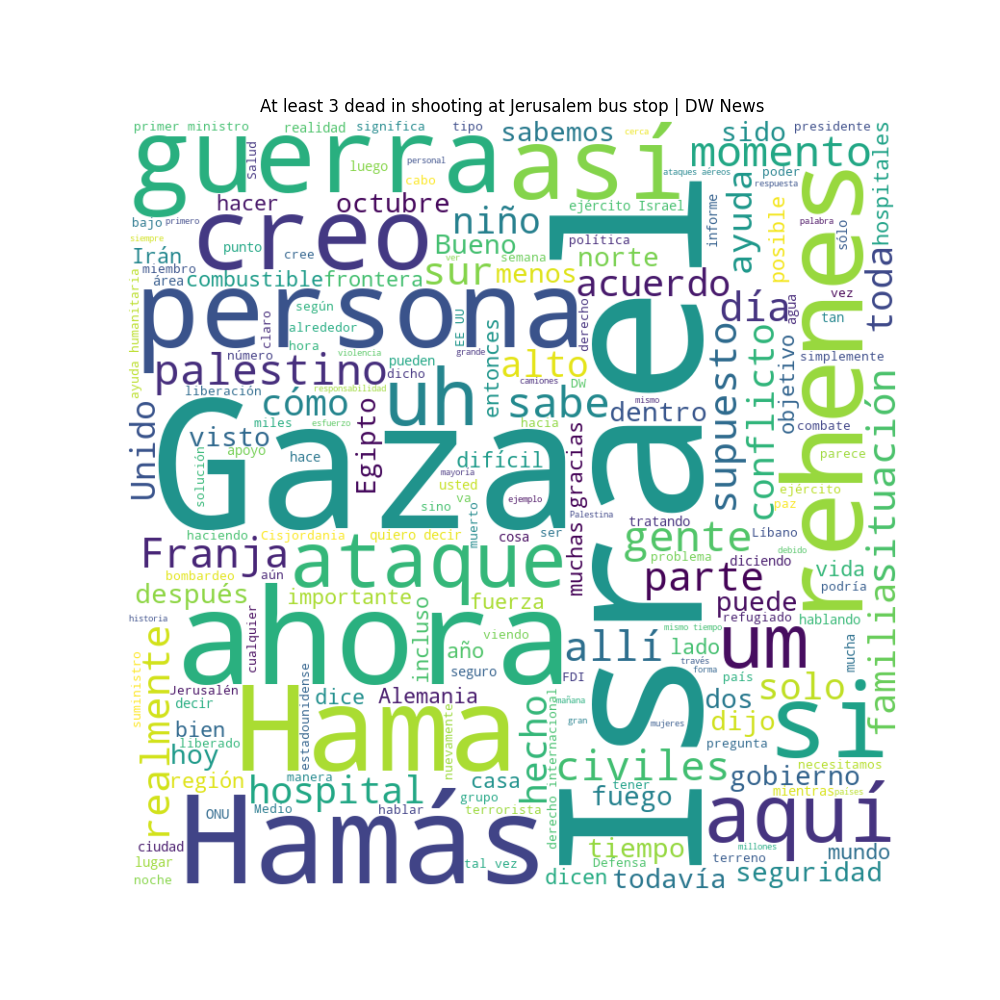 At least 3 dead in shooting at Jerusalem bus stop | DW News
primer ministro
realidad
significa
tipo
sabemos
cerca
sido
presidente
guerra
así
momento
salud
luego
personal
cabo
ataques aéreos
poder
respuesta
hospitales
hacer
octubre
niño
ejército Israel
informe
ayuda
posible
rehenes
palabra
sólo
toda
bajo
primero
creo
siempre
Irán
punto
cree
Bueno
ver
semana
política
norte
miembro
área
combustible
frontera
sur
menos
acuerdo
día
vez
agua
tan
ayuda humanitaria
persona
según
claro
alrededor
hora
EE UU
derecho
Israel
supuesto
conflicto
objetivo
simplemente
número
violencia
grande
entonces
alto
palestino
pueden
dicho
camiones
DW
mismo
liberación
responsabilidad
uh
sabe
dentro
combate
Unido
cómo
miles
esfuerzo
hacia
situación
visto
apoyo
Egipto
Gaza
solución
hace
difícil
mayoría
usted
muchas gracias
parece
ejército
paz
va
sino
muerto
ejemplo
Palestina
tratando
haciendo
Cisjordania
quiero decir
cosa
ser
gente
Líbano
debido
Franja
ataque
problema
diciendo
vida
bombardeo
aún
parte
podría
después
importante
fuerza
puede
familias
historia
cualquier
ahora
incluso
refugiado
hablando
mismo tiempo
viendo
año
allí
lado
um
mucha
realmente
suministro
seguro
FDI
través
forma
país
Jerusalén
estadounidense
dice
Alemania
mañana
dos
solo
si
decir
Hama
nuevamente
hecho
derecho internacional
gran
mujeres
dijo
bien
liberado
hoy
pregunta
civiles
necesitamos
región
manera
casa
tener
gobierno
hospital
grupo
fuego
mientras
países
ONU
Medio
hablar
terrorista
aquí
Hamás
ciudad
tiempo
millones
mundo
lugar
tal vez
Defensa
terreno
noche
dicen
todavía
seguridad